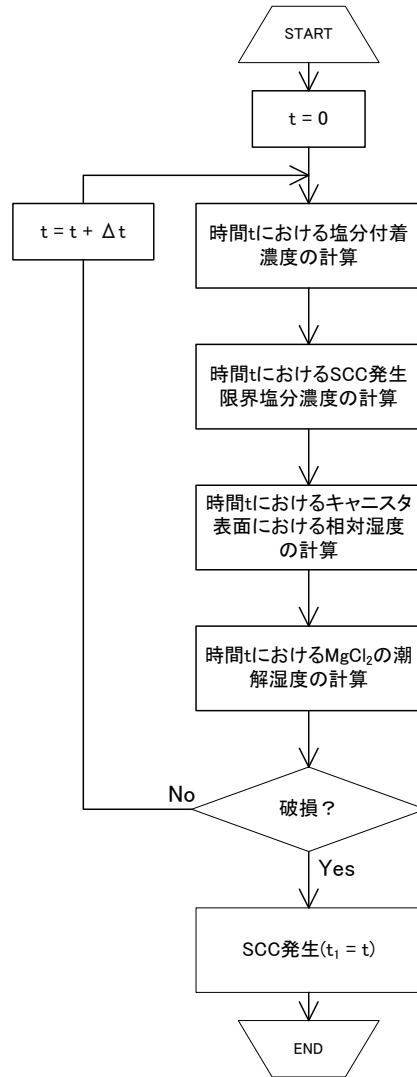 START
t = 0
t = t + Δt
時間tにおける塩分付着
濃度の計算
時間tにおけるSCC発生
限界塩分濃度の計算
時間tにおけるキャニスタ
表面における相対湿度
の計算
時間tにおけるMgCl₂の潮
解湿度の計算
破損？
No
Yes
SCC発生(t₁ = t)
END